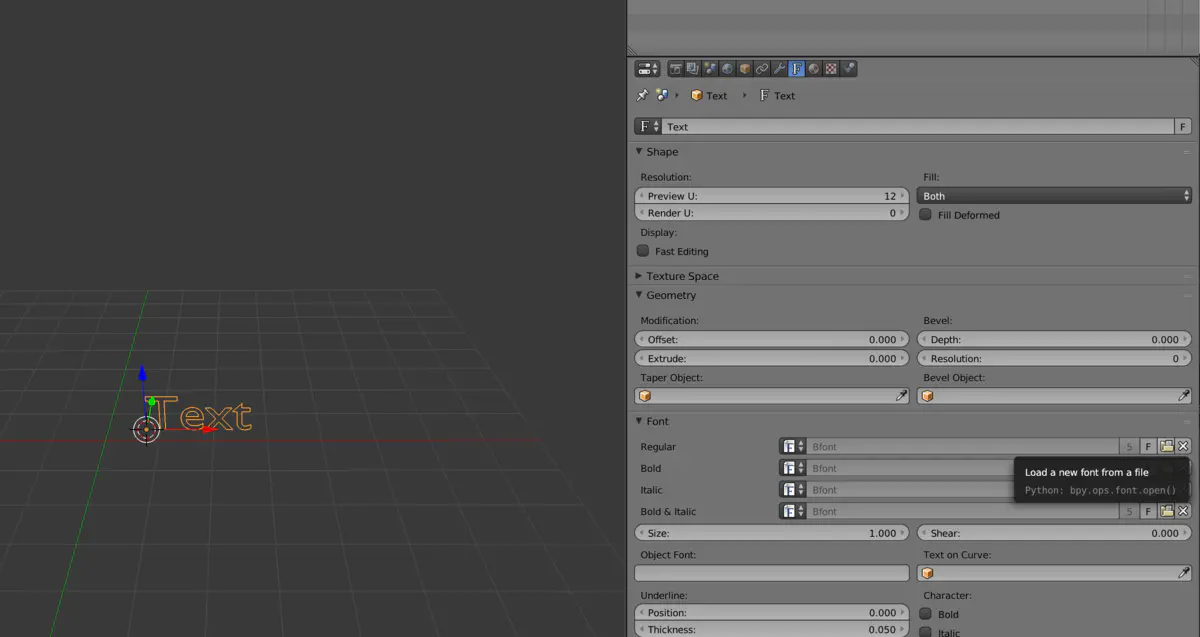 Text
Text Text
Text F
Shape
Resolution: Fill:
Preview U: 12 Both
Render U: 0 Fill Deformed
Display:
Fast Editing
Texture Space
Geometry
Modification: Bevel:
Offset: 0.000 Depth: 0.000
Extrude: 0.000 Resolution: 0
Taper Object: Bevel Object:
Font
Regular Bfont 5 F
Bold Bfont
Load a new font from a file
Italic Bfont
Python: bpy.ops.font.open()
Bold & Italic Bfont 5 F
Size: 1.000 Shear: 0.000
Object Font: Text on Curve:
Underline: Character:
Position: 0.000 Bold
Thickness: 0.050 Italic